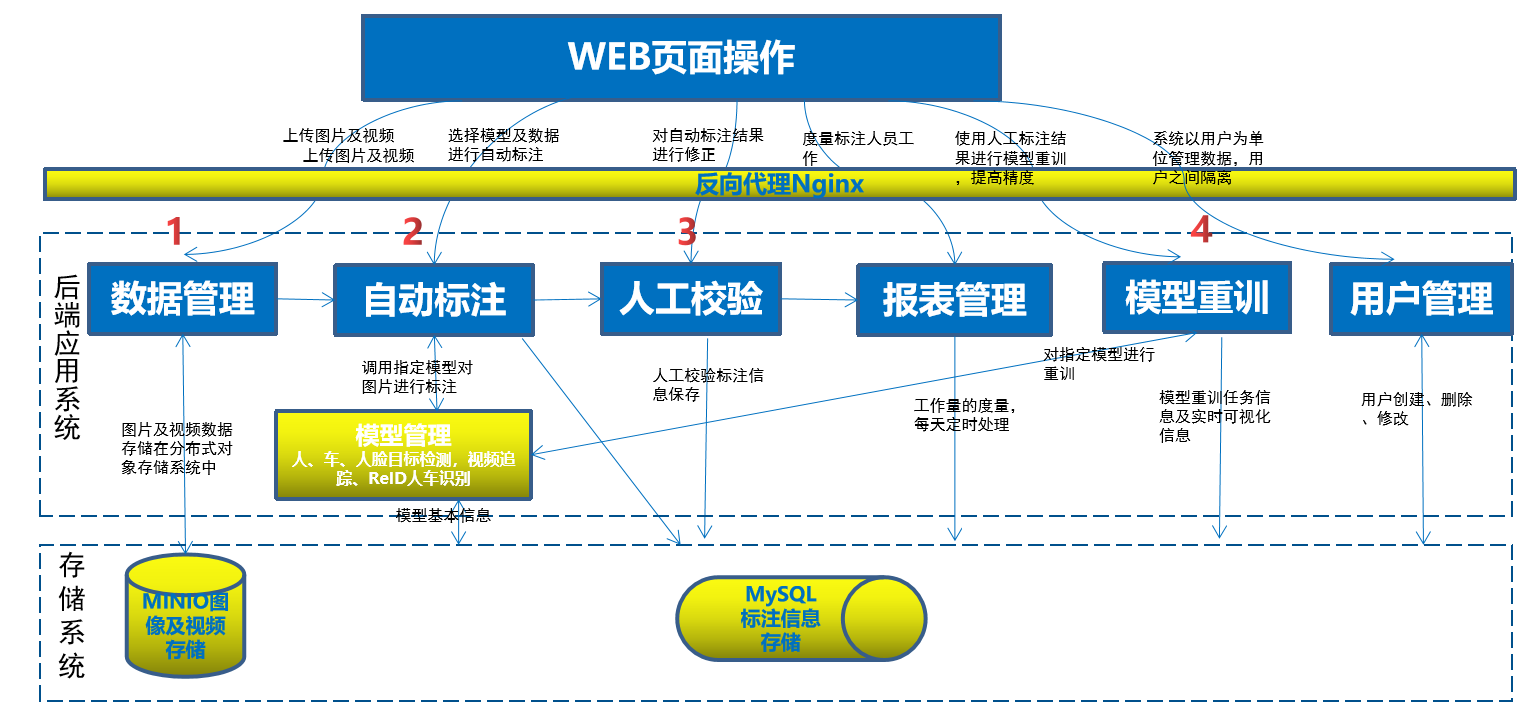 WEB页面操作
上传图片及视频
上传图片及视频
选择模型及数据
进行自动标注
对自动标注结果
进行修正
度量标注人员工
作
使用人工标注结
果进行模型重训
，提高精度
系统以用户为单
位管理数据，用
户之间隔离
反向代理Nginx
1
2
3
4
后端应用系统
数据管理
自动标注
人工校验
报表管理
模型重训
用户管理
图片及视频数据
存储在分布式对
象存储系统中
调用指定模型对
图片进行标注
模型管理
人、车、人脸目标检测，视频追
踪、ReID人车识别
模型基本信息
人工校验标注信
息保存
工作量的度量，
每天定时处理
对指定模型进行
重训
模型重训任务信
息及实时可视化
信息
用户创建、删除
、修改
存储系统
MINIO图
像及视频
存储
MySQL
标注信息
存储